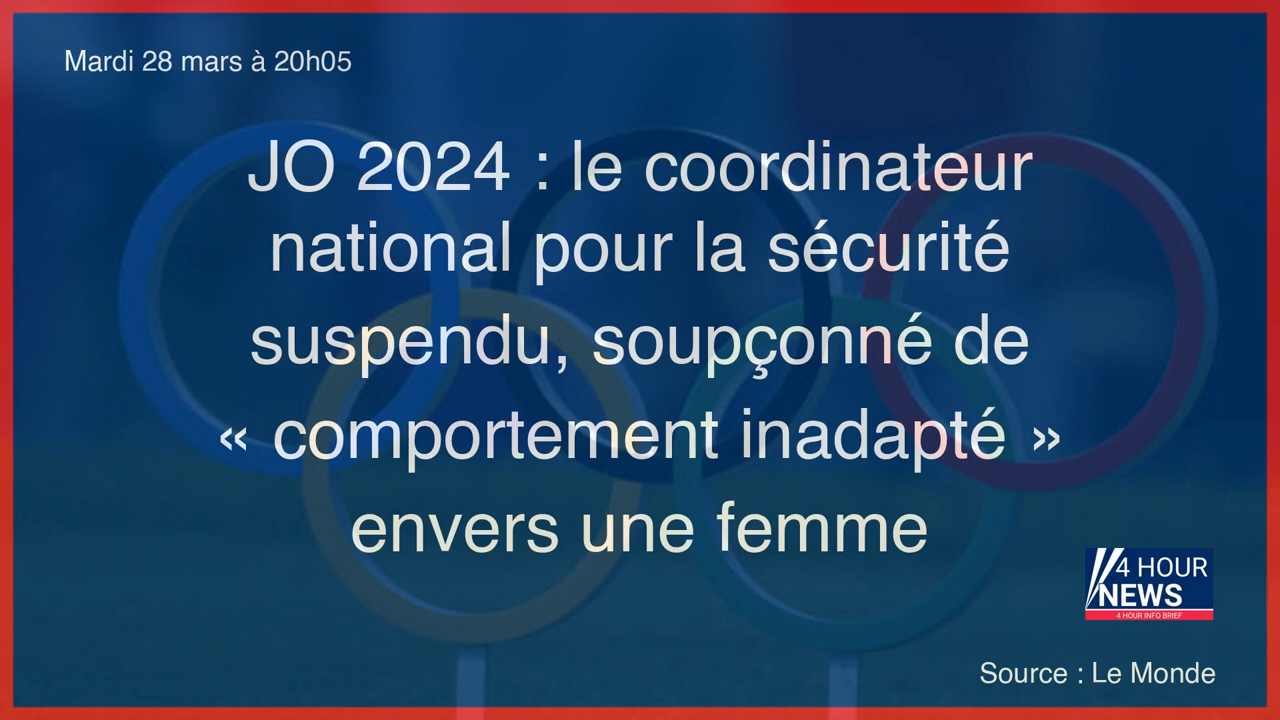 Mardi 28 mars à 20h05
JO 2024 : le coordinateur
national pour la sécurité
suspendu, soupçonné de
« comportement inadapté »
envers une femme
4 HOUR
NEWS
4 HOUR INFO BRIEF
Source : Le Monde